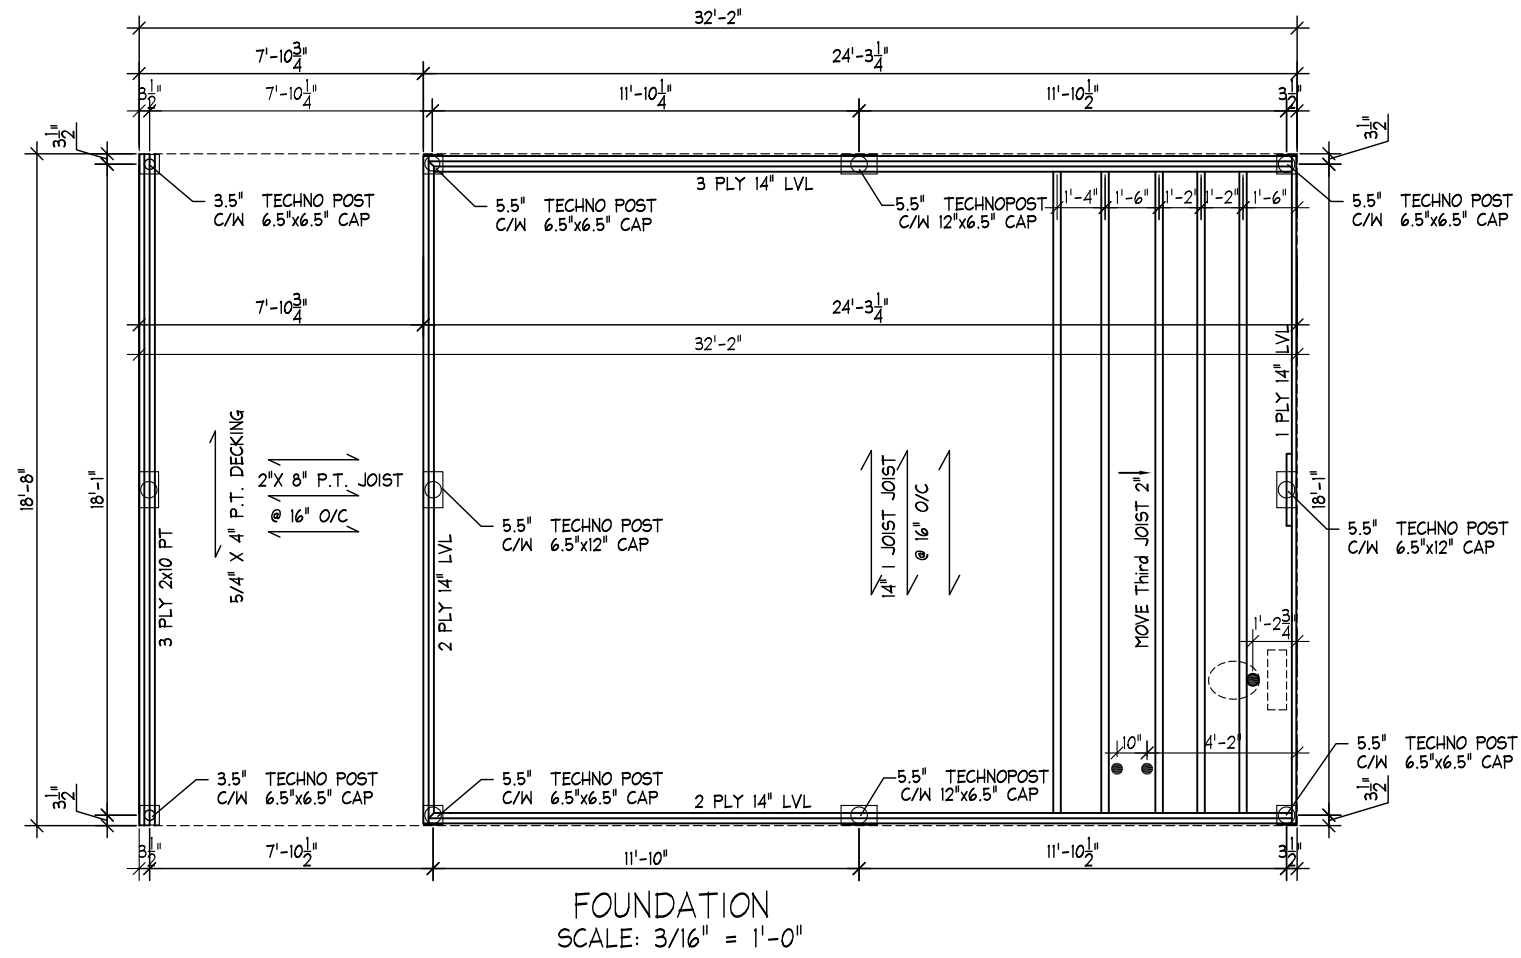 32'-2"
7'-10 3/4"
24'-3 1/4"
3 1/2"
7'-10 1/4"
11'-10 1/4"
11'-10 1/2"
3 1/2"
3 1/2"
3 1/2"
3 PLY 14" LVL
1'-4"
1'-6"
1'-2"
1'-2"
1'-6"
3.5" TECHNO POST
C/W 6.5"x6.5" CAP
5.5" TECHNO POST
C/W 6.5"x6.5" CAP
5.5" TECHNOPOST
C/W 12"x6.5" CAP
5.5" TECHNO POST
C/W 6.5"x6.5" CAP
7'-10 3/4"
24'-3 1/4"
32'-2"
1 PLY 14" LVL
18'-8"
18'-1"
3 PLY 2x10 PT
5/4" X 4" P.T. DECKING
2"X 8" P.T. JOIST
@ 16" O/C
2 PLY 14" LVL
5.5" TECHNO POST
C/W 6.5"x12" CAP
14" I JOIST JOIST
@ 16" O/C
MOVE Third JOIST 2"
18'-1"
5.5" TECHNO POST
C/W 6.5"x12" CAP
1'-2 3/4"
10"
4'-2"
3 1/2"
3.5" TECHNO POST
C/W 6.5"x6.5" CAP
5.5" TECHNO POST
C/W 6.5"x6.5" CAP
2 PLY 14" LVL
5.5" TECHNOPOST
C/W 12"x6.5" CAP
5.5" TECHNO POST
C/W 6.5"x6.5" CAP
3 1/2"
3 1/2"
7'-10 1/2"
11'-10"
11'-10 1/2"
3 1/2"
FOUNDATION
SCALE: 3/16" = 1'-0"